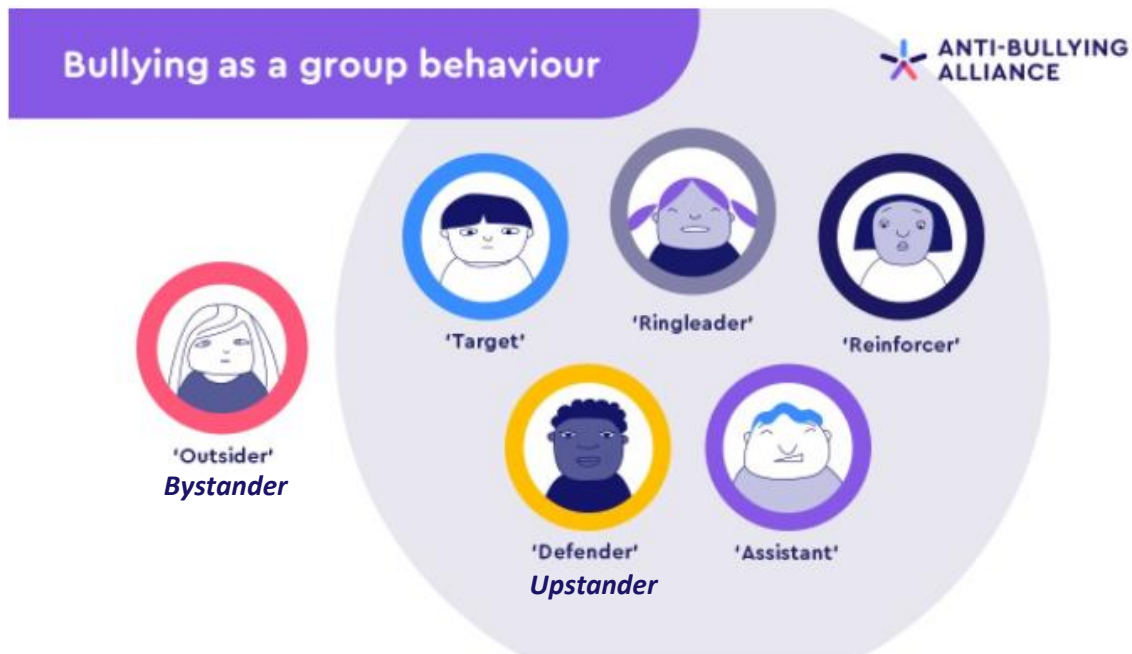 Bullying as a group behaviour
ANTI-BULLYING
ALLIANCE
'Target'
'Ringleader'
'Reinforcer'
'Outsider'
Bystander
'Defender'
Upstander
'Assistant'